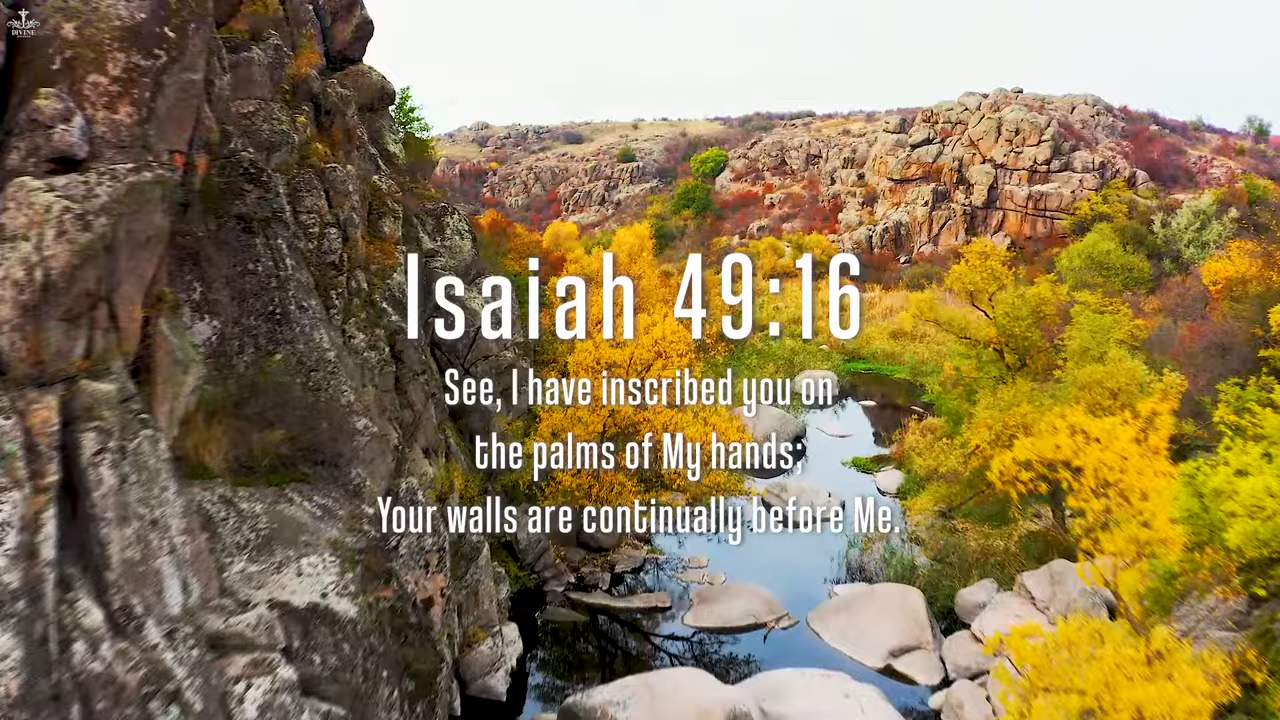 DIVINE
Isaiah 49:16
See, I have inscribed you on
the palms of My hands;
Your walls are continually before Me.